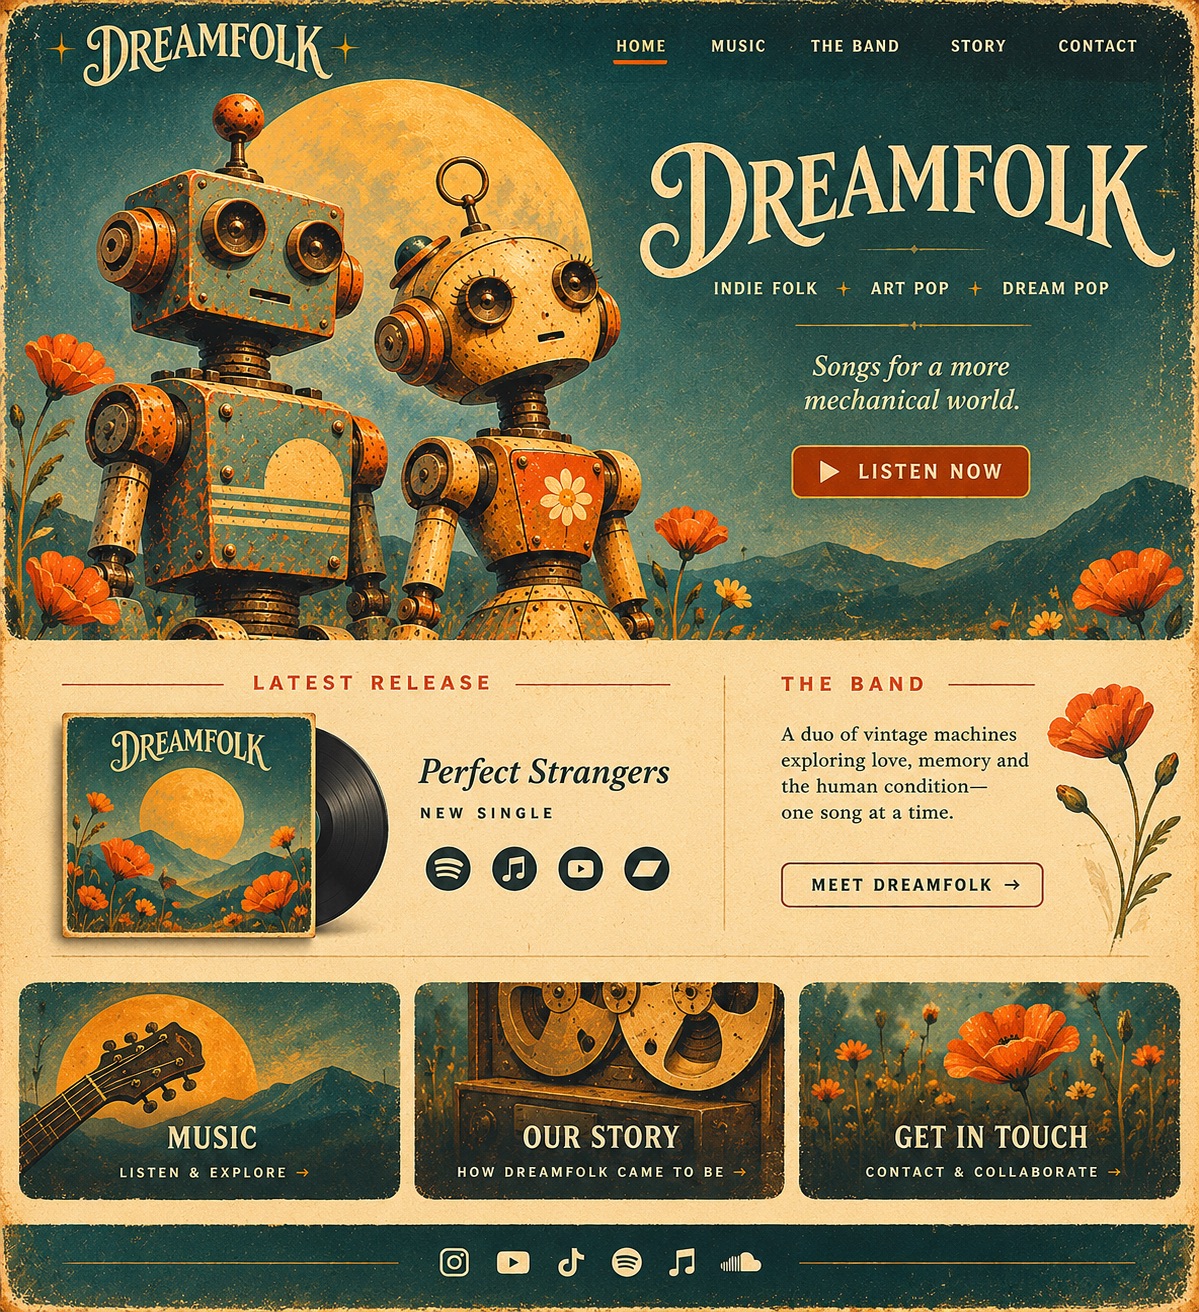 DREAMFOLK
HOME MUSIC THE BAND STORY CONTACT
DREAMFOLK
INDIE FOLK ART POP DREAM POP
Songs for a more
mechanical world.
LISTEN NOW
LATEST RELEASE
DREAMFOLK
Perfect Strangers
NEW SINGLE
THE BAND
A duo of vintage machines
exploring love, memory and
the human condition—
one song at a time.
MEET DREAMFOLK →
MUSIC
LISTEN & EXPLORE →
OUR STORY
HOW DREAMFOLK CAME TO BE →
GET IN TOUCH
CONTACT & COLLABORATE →